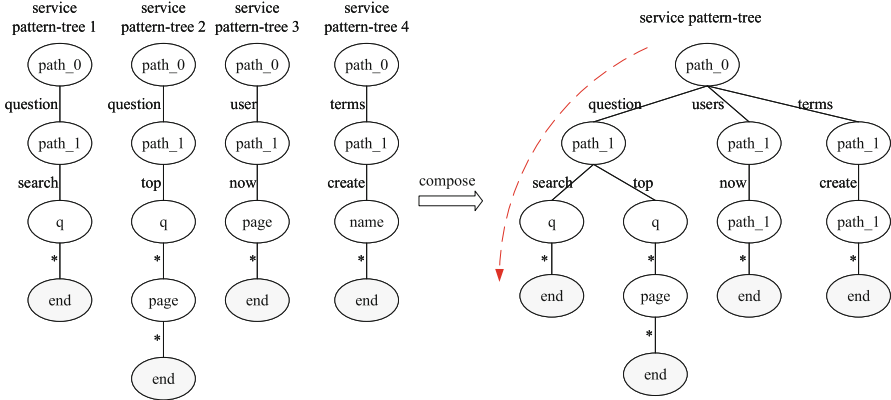 service
pattern-tree 1
path_0
question
path_1
search
q
*
end
service
pattern-tree 2
path_0
question
path_1
top
q
*
page
*
end
service
pattern-tree 3
path_0
user
path_1
now
page
*
end
service
pattern-tree 4
path_0
terms
path_1
create
name
*
end
compose
service pattern-tree
path_0
question
users
terms
path_1
path_1
path_1
search
top
now
create
q
q
path_1
path_1
*
*
*
*
end
page
end
end
*
end